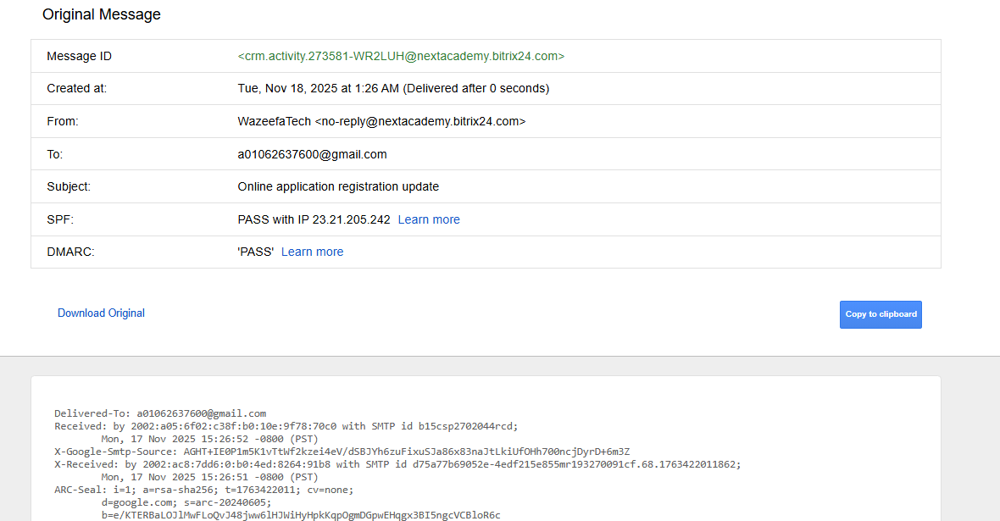 Original Message
Message ID <crm.activity.273581-WR2LUH@nextacademy.bitrix24.com>
Created at: Tue, Nov 18, 2025 at 1:26 AM (Delivered after 0 seconds)
From: WazeefaTech <no-reply@nextacademy.bitrix24.com>
To: a01062637600@gmail.com
Subject: Online application registration update
SPF: PASS with IP 23.21.205.242 Learn more
DMARC: 'PASS' Learn more
Download Original Copy to clipboard
Delivered-To: a01062637600@gmail.com
Received: by 2002:a05:6f02:c38f:b0:10e:9f78:70c0 with SMTP id b15csp2702044rcd;
Mon, 17 Nov 2025 15:26:52 -0800 (PST)
X-Google-Smtp-Source: AGHT+IE0P1m5K1vTtWf2kzei4eV/dSBJYh6zuFixuSJa86x83naJtLkiUfOHh700ncjDyrD+6m3Z
X-Received: by 2002:ac8:7dd6:0:b0:4ed:8264:91b8 with SMTP id d75a77b69052e-4edf215e855mr193270091cf.68.1763422011862;
Mon, 17 Nov 2025 15:26:51 -0800 (PST)
ARC-Seal: i=1; a=rsa-sha256; t=1763422011; cv=none;
d=google.com; s=arc-20240605;
b=e/KTERBaLOJlMwFLoQvJ48jww6lHJWiHyHpkKqpOgmDGpwEHqgx3BI5ngcVCBloR6c